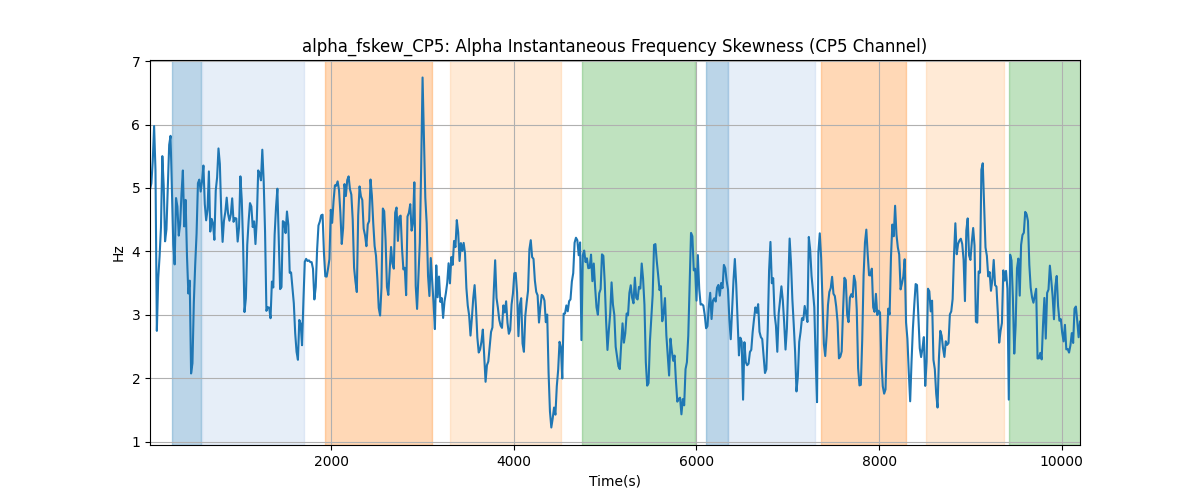 alpha_fskew_CP5: Alpha Instantaneous Frequency Skewness (CP5 Channel)
7
6
5
4
3
2
1
Hz
2000 4000 6000 8000 10000
Time(s)